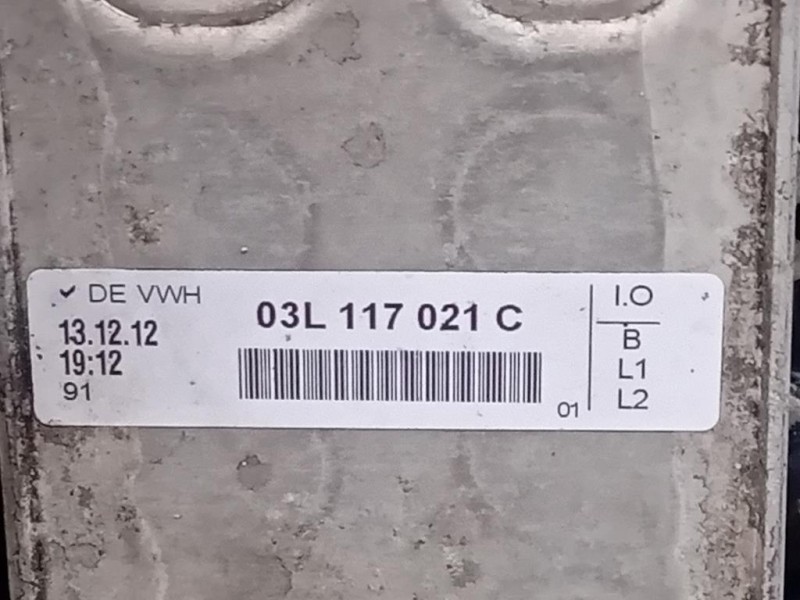 ✓ DE VWH
13.12.12
19:12
91
03L 117 021 C
01
I.O
B
L1
L2